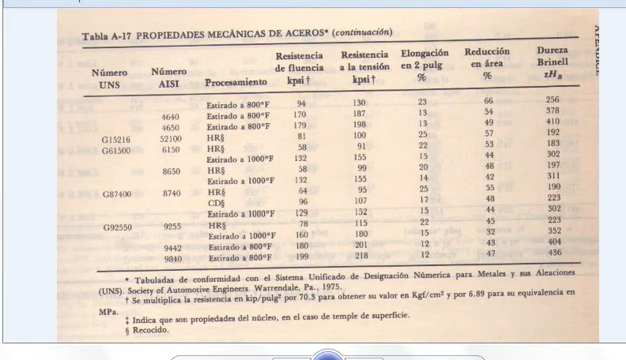 Tabla A-17 PROPIEDADES MECÁNICAS DE ACEROS* (continuación)
Número UNS Número AISI Procesamiento Resistencia de fluencia kpsi † Resistencia a la tensión kpsi † Elongación en 2 pulg % Reducción en área % Dureza Brinell
Estirado a 800°F 94 130 23 66 256
4640 Estirado a 800°F 170 187 13 54 378
4650 Estirado a 800°F 179 198 13 49 410
G15216 52100 HR§ 81 100 25 57 192
G61500 6150 HR§ 58 91 22 53 183
Estirado a 1000°F 132 155 15 44 302
8650 HR§ 58 99 20 48 197
Estirado a 1000°F 132 155 14 42 311
G87400 8740 HR§ 64 95 25 55 190
CD§ 96 107 17 48 223
Estirado a 1000°F 129 152 15 44 302
G92550 9255 HR§ 78 115 22 45 223
Estirado a 1000°F 160 180 15 32 352
9442 Estirado a 800°F 180 201 12 43 404
9840 Estirado a 800°F 199 218 12 47 436
* Tabuladas de conformidad con el Sistema Unificado de Designación Númerica para Metales y sus Aleaciones
(UNS). Society of Automotive Engineers. Warrendale, Pa., 1975.
† Se multiplica la resistencia en kip/pulg² por 70.3 para obtener su valor en Kgf/cm² y por 6.89 para su equivalencia en
MPa.
‡ Indica que son propiedades del núcleo, en el caso de temple de superficie.
§ Recocido.